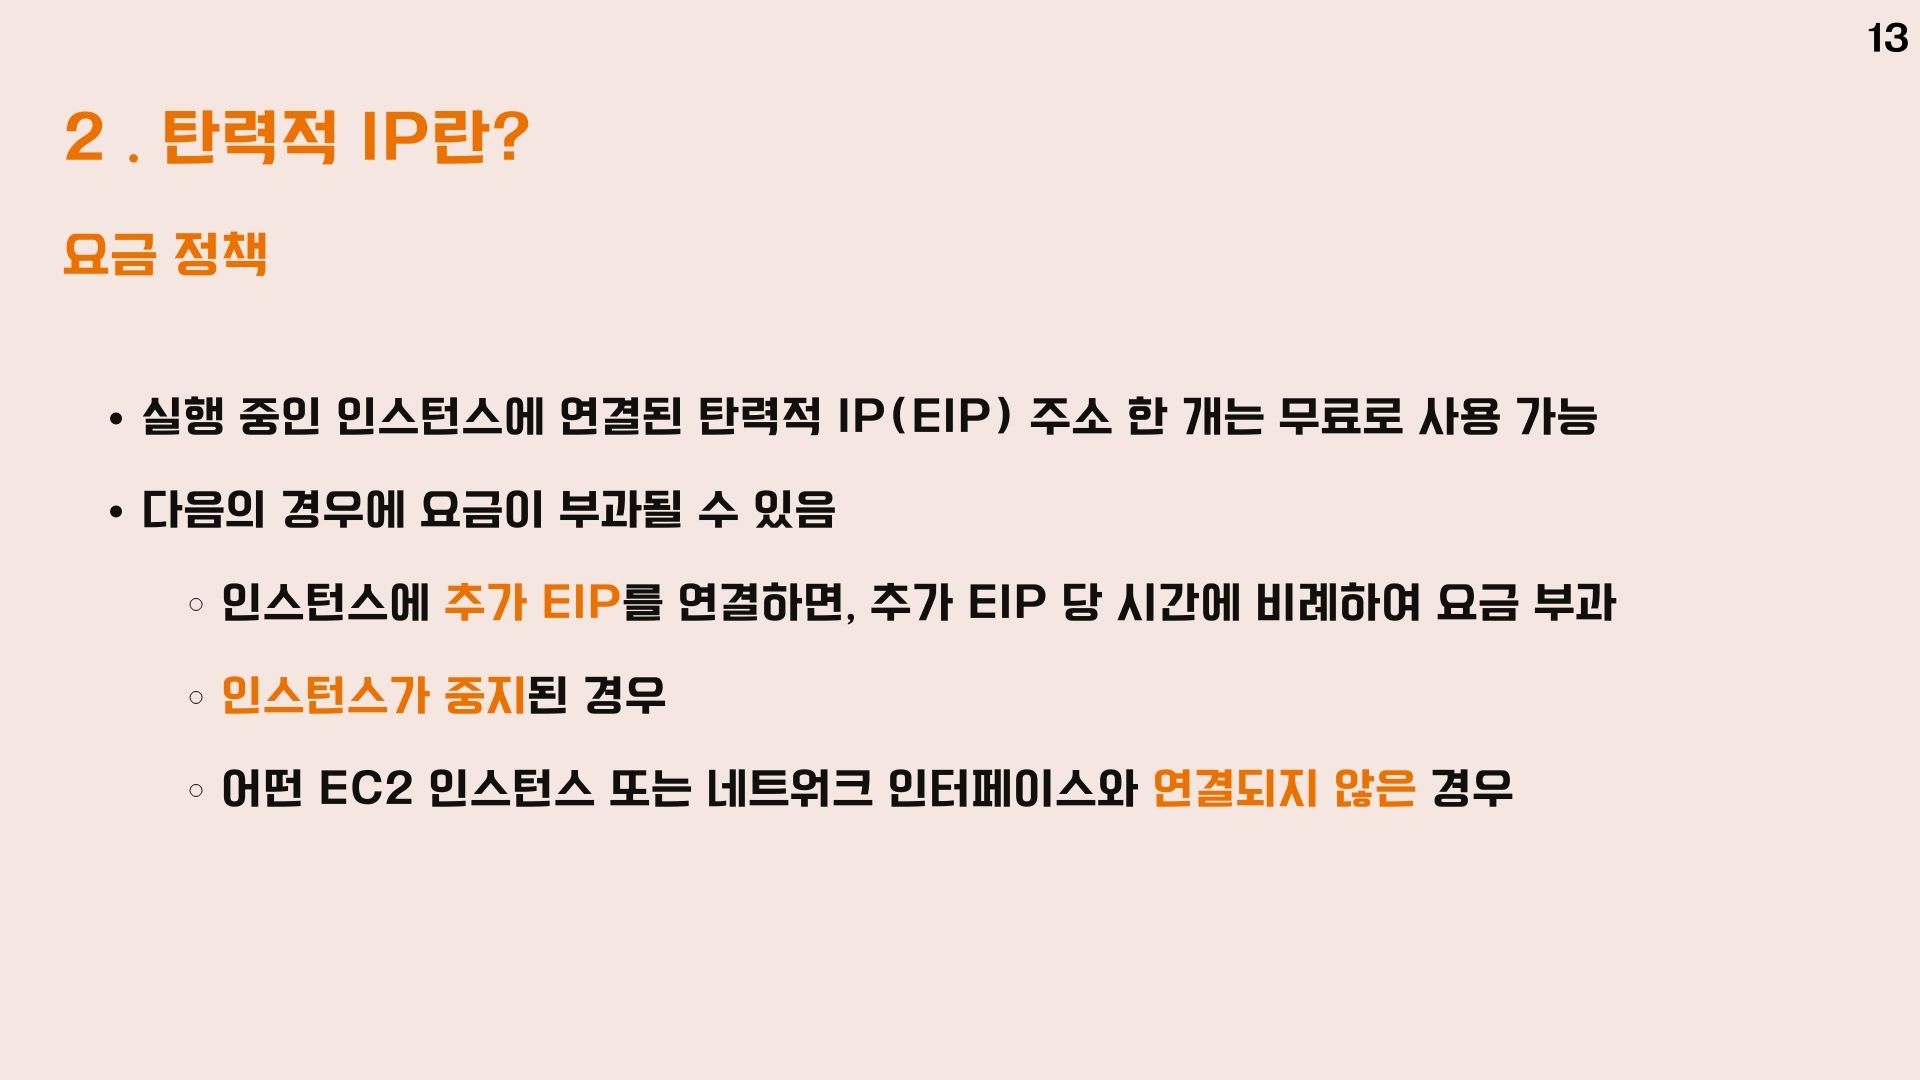 13
2 . 탄력적 IP란?
요금 정책
• 실행 중인 인스턴스에 연결된 탄력적 IP(EIP) 주소 한 개는 무료로 사용 가능
• 다음의 경우에 요금이 부과될 수 있음
○ 인스턴스에 추가 EIP를 연결하면, 추가 EIP 당 시간에 비례하여 요금 부과
○ 인스턴스가 중지된 경우
○ 어떤 EC2 인스턴스 또는 네트워크 인터페이스와 연결되지 않은 경우